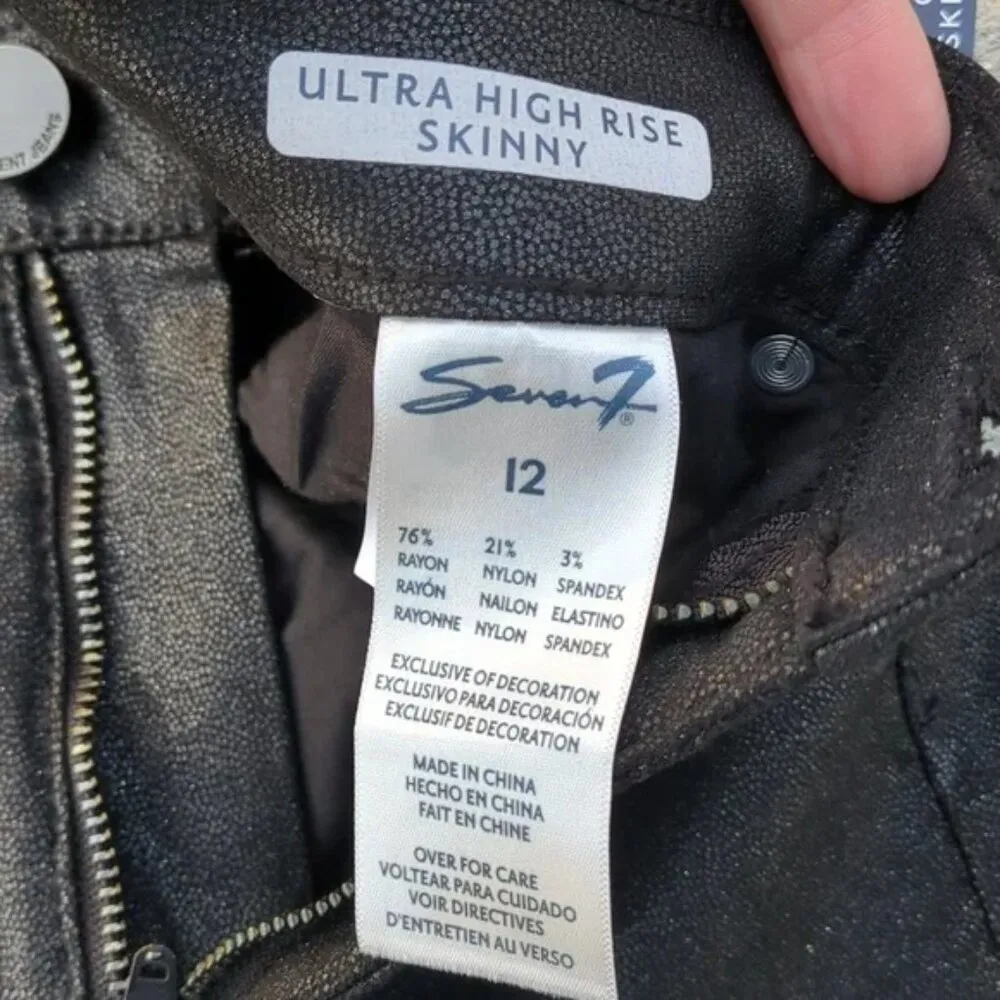 ULTRA HIGH RISE
SKINNY
JEANS
SK
Seven7®
12
76% 21% 3%
RAYON NYLON SPANDEX
RAYÓN NAILON ELASTINO
RAYONNE NYLON SPANDEX
EXCLUSIVE OF DECORATION
EXCLUSIVO PARA DECORACIÓN
EXCLUSIF DE DECORATION
MADE IN CHINA
HECHO EN CHINA
FAIT EN CHINE
OVER FOR CARE
VOLTEAR PARA CUIDADO
VOIR DIRECTIVES
D'ENTRETIEN AU VERSO